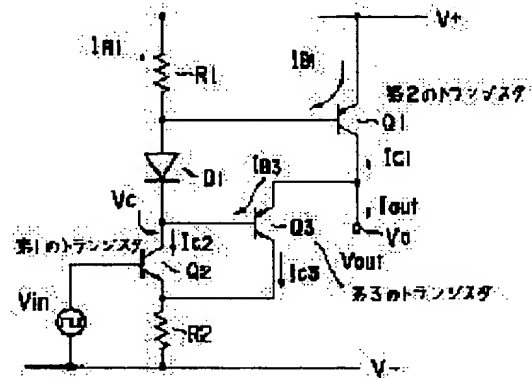 V+
IR1
R1
IB1
第2のトランジスタ
Q1
IC1
D1
IB3
Iout
Vc
Ic2
Q3
Vo
Vout
第1のトランジスタ
Q2
Ic3
第3のトランジスタ
Vin
R2
V-